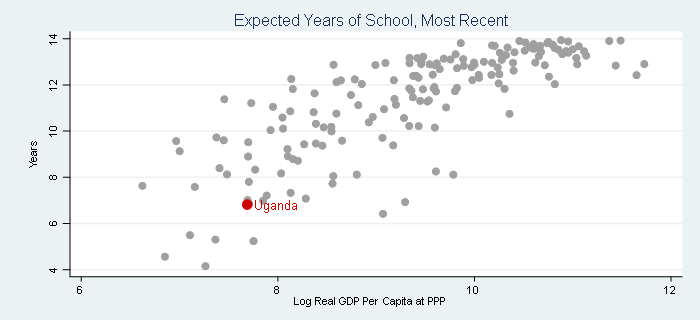 Expected Years of School, Most Recent
14
12
10
8
6
4
Years
Uganda
6 8 10 12
Log Real GDP Per Capita at PPP